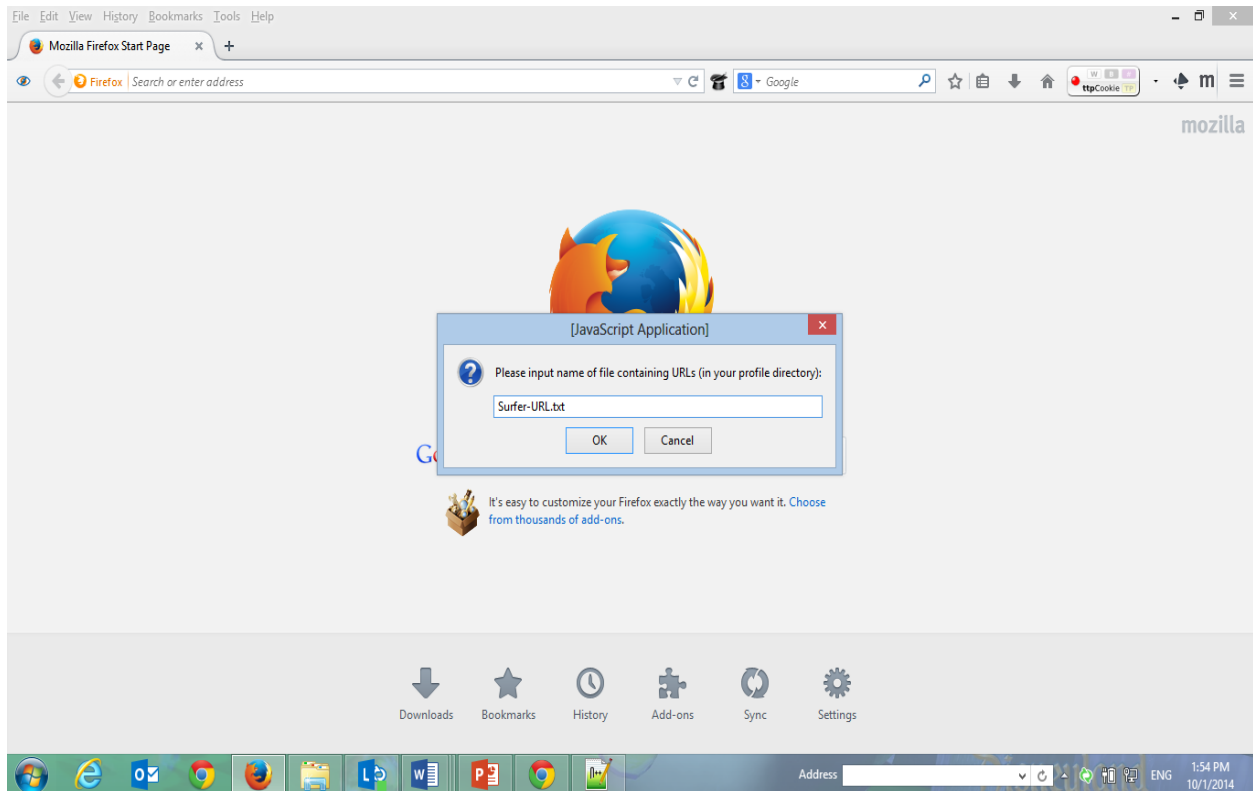 File Edit View History Bookmarks Tools Help
Mozilla Firefox Start Page
Firefox Search or enter address
8 Google
W
ttpCookie TP
m
mozilla
[JavaScript Application]
Please input name of file containing URLs (in your profile directory):
Surfer-URL.txt
OK Cancel
It's easy to customize your Firefox exactly the way you want it. Choose
from thousands of add-ons.
Downloads Bookmarks History Add-ons Sync Settings
Address
ENG
1:54 PM
10/1/2014